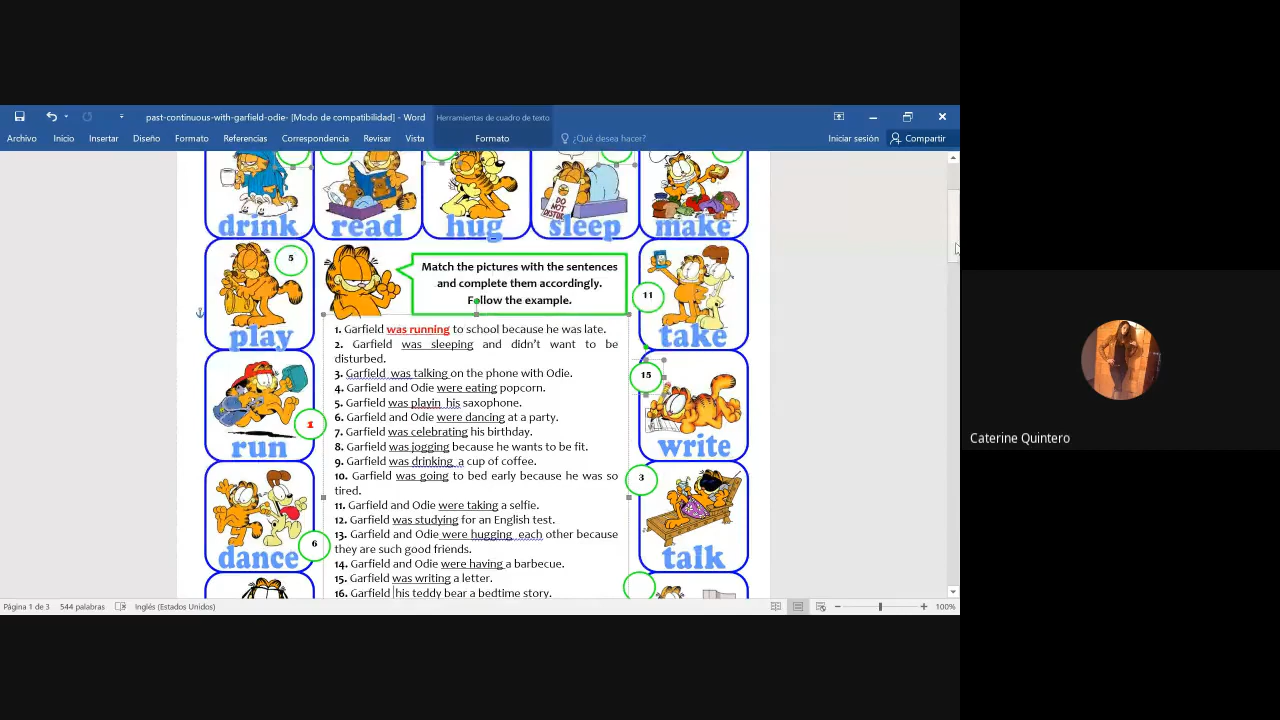 past-continuous-with-garfield-odie- [Modo de compatibilidad] - Word
Herramientas de cuadro de texto
Archivo Inicio Insertar Diseño Formato Referencias Correspondencia Revisar Vista Formato ¿Qué desea hacer? Iniciar sesión Compartir
DO NOT DISTURB
drink read hug sleep make
5
play
Match the pictures with the sentences
and complete them accordingly.
Follow the example.
11
take
1. Garfield was running to school because he was late.
2. Garfield was sleeping and didn't want to be
disturbed.
3. Garfield was talking on the phone with Odie.
4. Garfield and Odie were eating popcorn.
5. Garfield was playin his saxophone.
6. Garfield and Odie were dancing at a party.
7. Garfield was celebrating his birthday.
8. Garfield was jogging because he wants to be fit.
9. Garfield was drinking a cup of coffee.
10. Garfield was going to bed early because he was so
tired.
11. Garfield and Odie were taking a selfie.
12. Garfield was studying for an English test.
13. Garfield and Odie were hugging each other because
they are such good friends.
14. Garfield and Odie were having a barbecue.
15. Garfield was writing a letter.
16. Garfield his teddy bear a bedtime story.
1
run
15
write
6
dance
3
talk
Caterine Quintero
Página 1 de 3 544 palabras Inglés (Estados Unidos) 100%